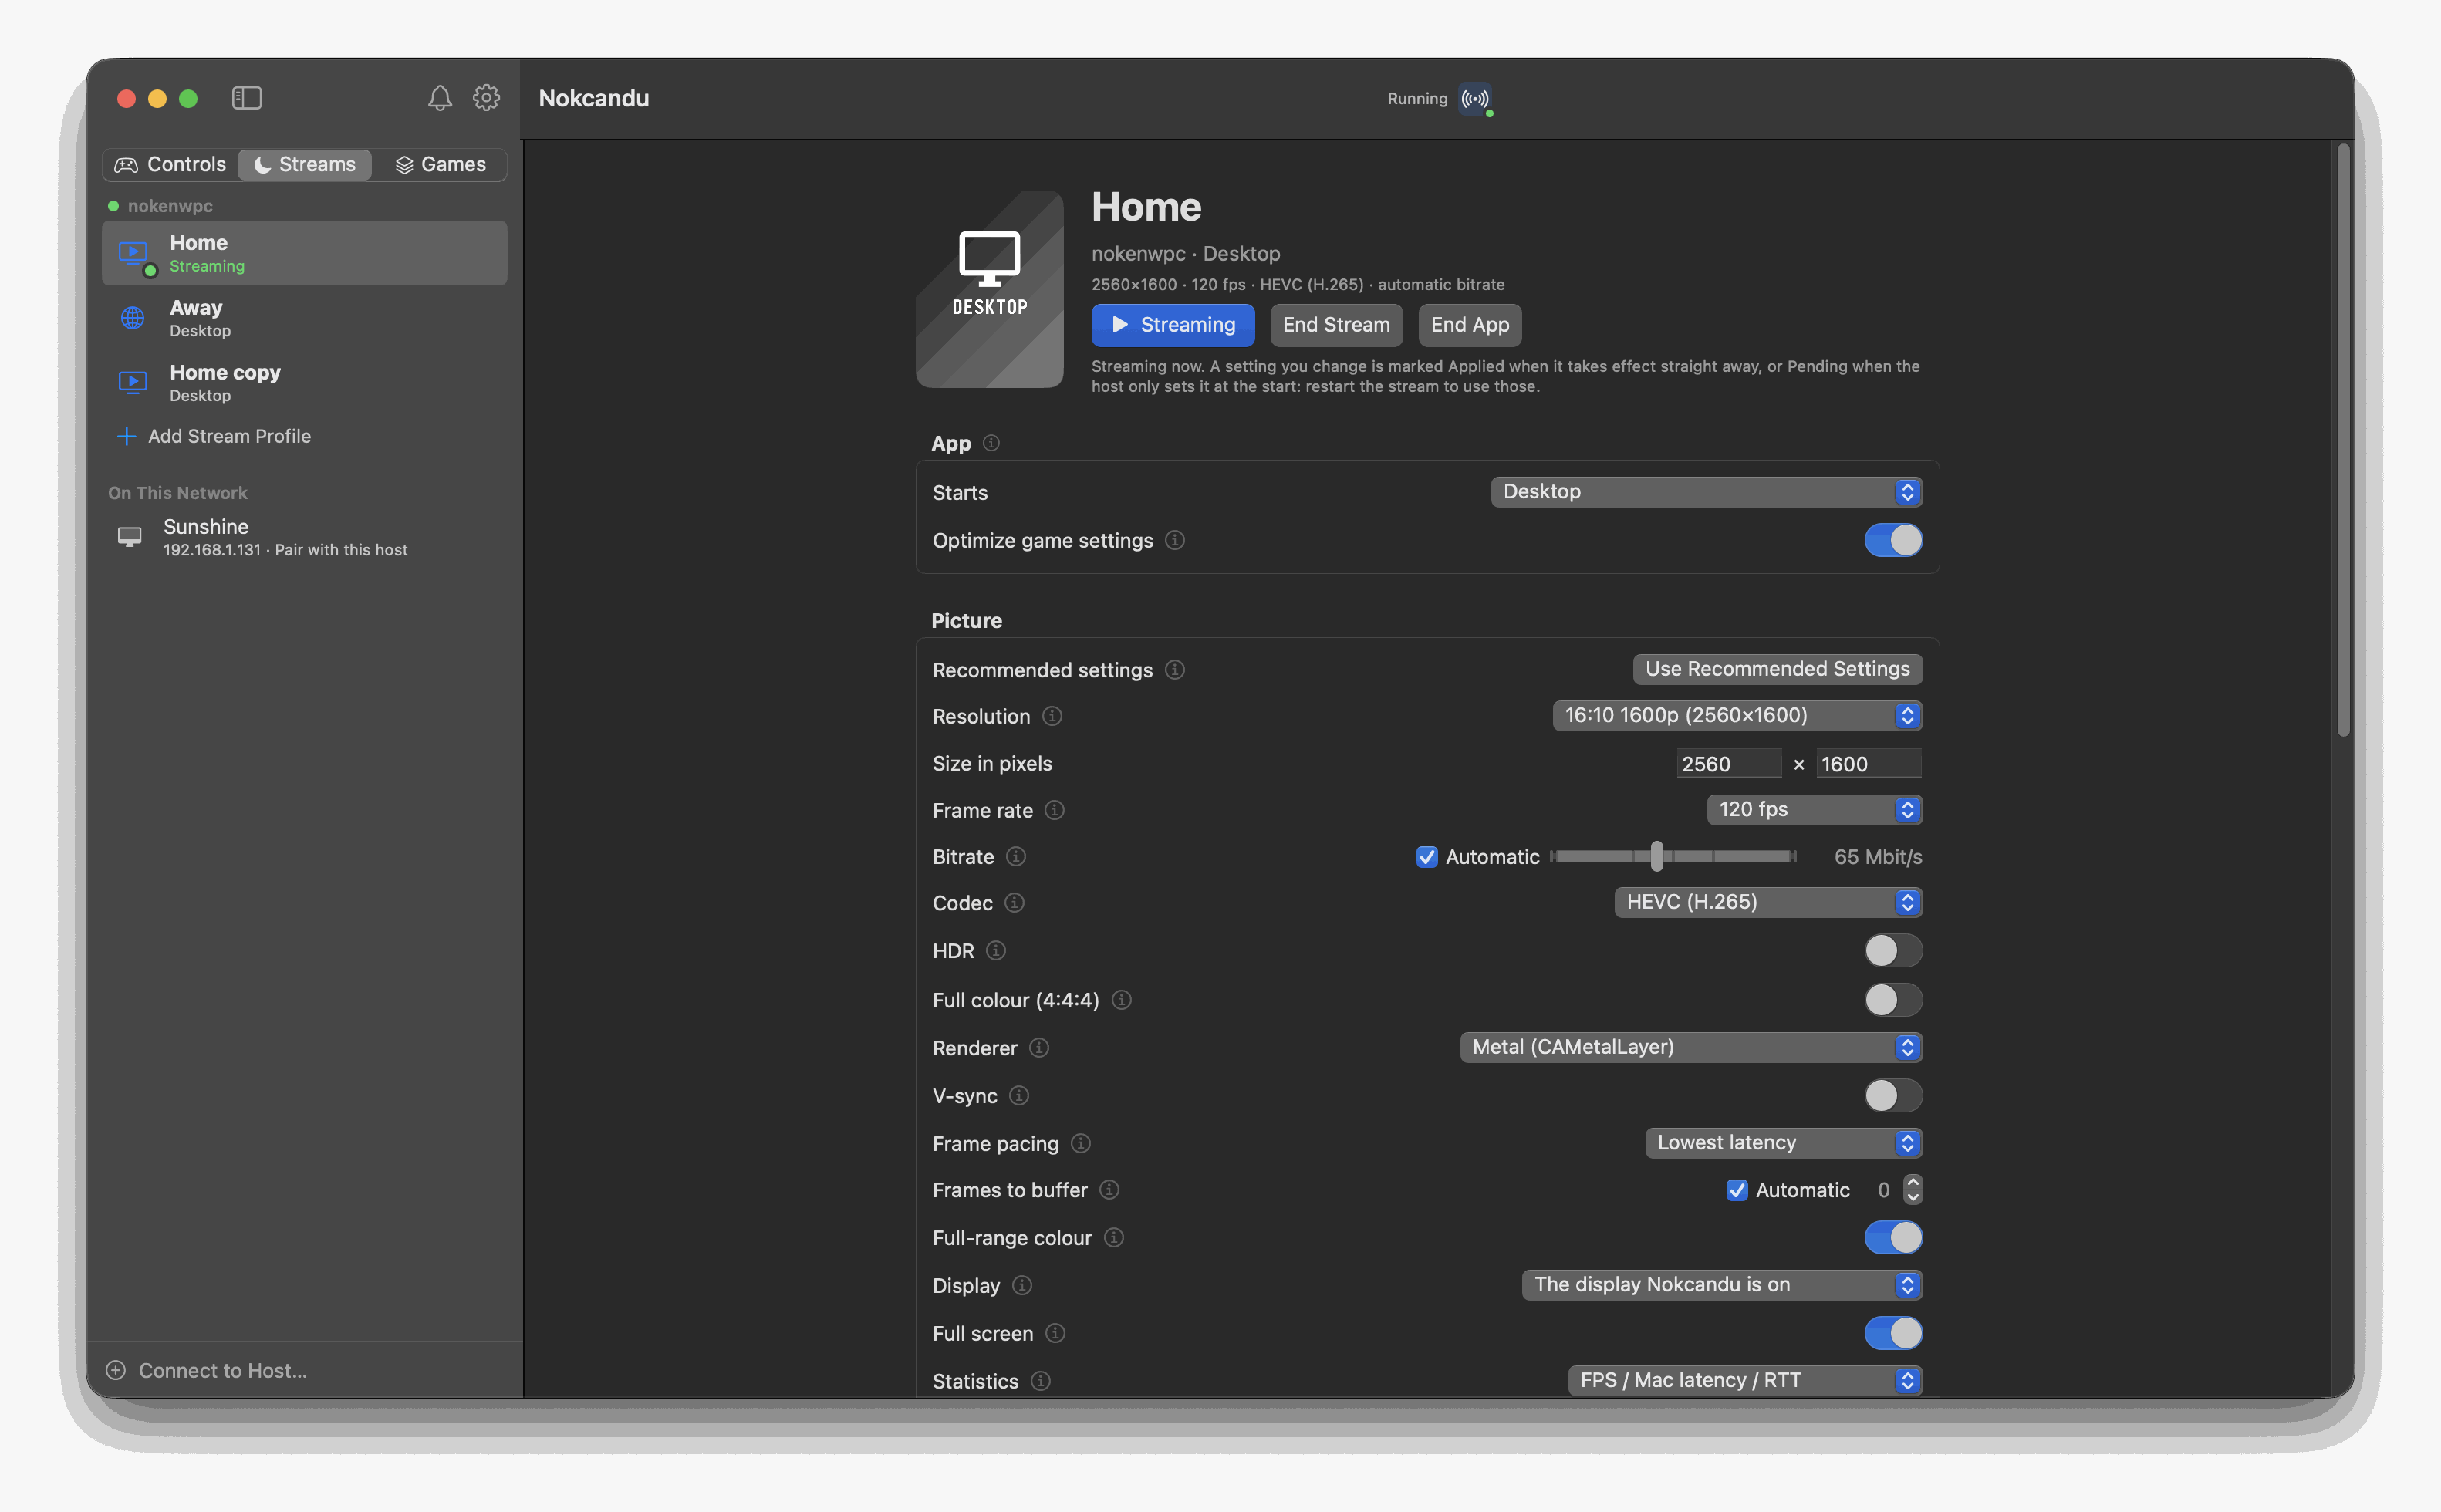 Nokcandu
Running
Controls
Streams
Games
nokenwpc
Home
Streaming
Away
Desktop
Home copy
Desktop
Add Stream Profile
On This Network
Sunshine
192.168.1.131 · Pair with this host
Connect to Host...
DESKTOP
Home
nokenwpc · Desktop
2560×1600 · 120 fps · HEVC (H.265) · automatic bitrate
Streaming
End Stream
End App
Streaming now. A setting you change is marked Applied when it takes effect straight away, or Pending when the
host only sets it at the start: restart the stream to use those.
App
Starts
Desktop
Optimize game settings
Picture
Recommended settings
Use Recommended Settings
Resolution
16:10 1600p (2560×1600)
Size in pixels
2560 × 1600
Frame rate
120 fps
Bitrate
Automatic
65 Mbit/s
Codec
HEVC (H.265)
HDR
Full colour (4:4:4)
Renderer
Metal (CAMetalLayer)
V-sync
Frame pacing
Lowest latency
Frames to buffer
Automatic
0
Full-range colour
Display
The display Nokcandu is on
Full screen
Statistics
FPS / Mac latency / RTT